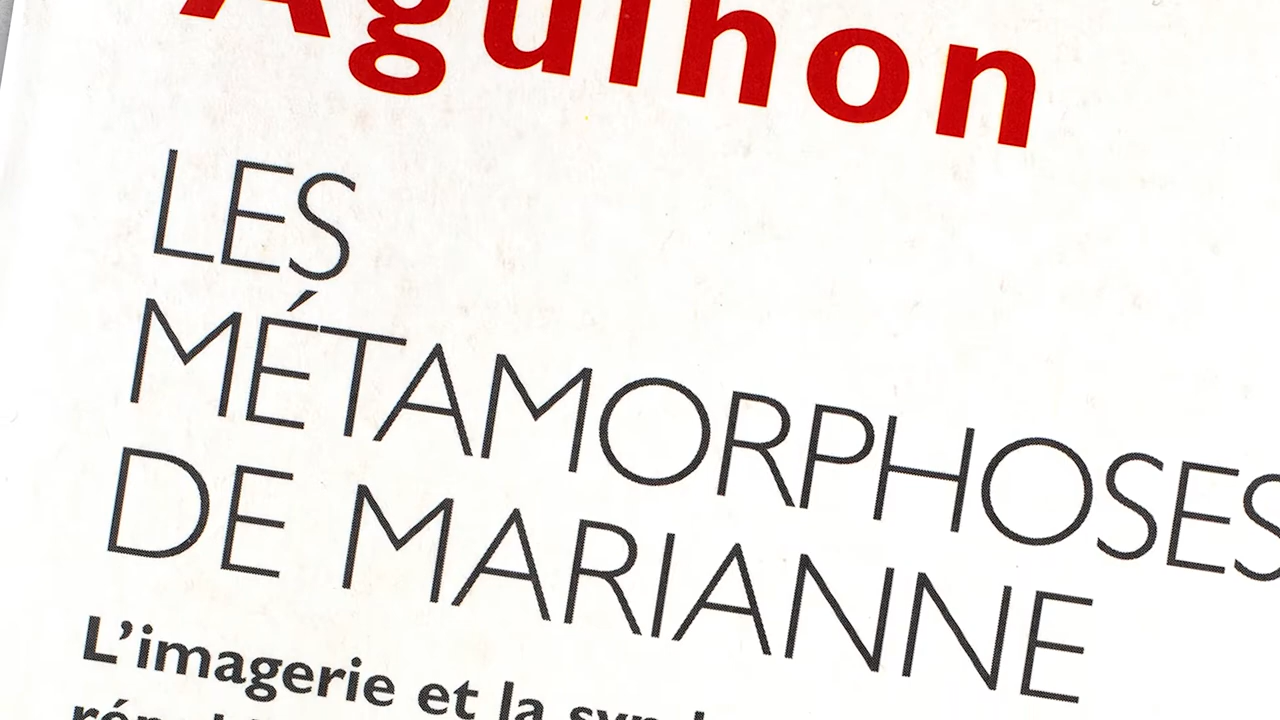 Agulhon
LES
MÉTAMORPHOSES
DE MARIANNE
L'imagerie et la